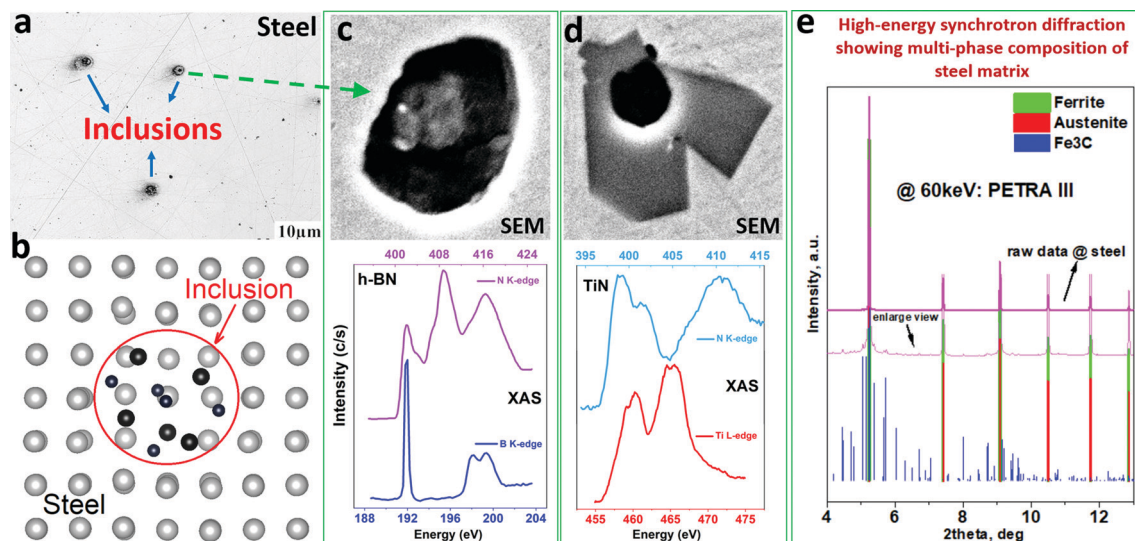 a
Steel
Inclusions
10μm
b
Inclusion
Steel
c
SEM
400 408 416 424
h-BN
N K-edge
XAS
B K-edge
Intensity (c/s)
188 192 196 200 204
Energy (eV)
d
SEM
395 400 405 410 415
TiN
N K-edge
XAS
Ti L-edge
455 460 465 470 475
Energy (eV)
e
High-energy synchrotron diffraction
showing multi-phase composition of
steel matrix
Ferrite
Austenite
Fe3C
@ 60keV: PETRA III
raw data @ steel
enlarge view
Intensity, a.u.
4 6 8 10 12
2theta, deg